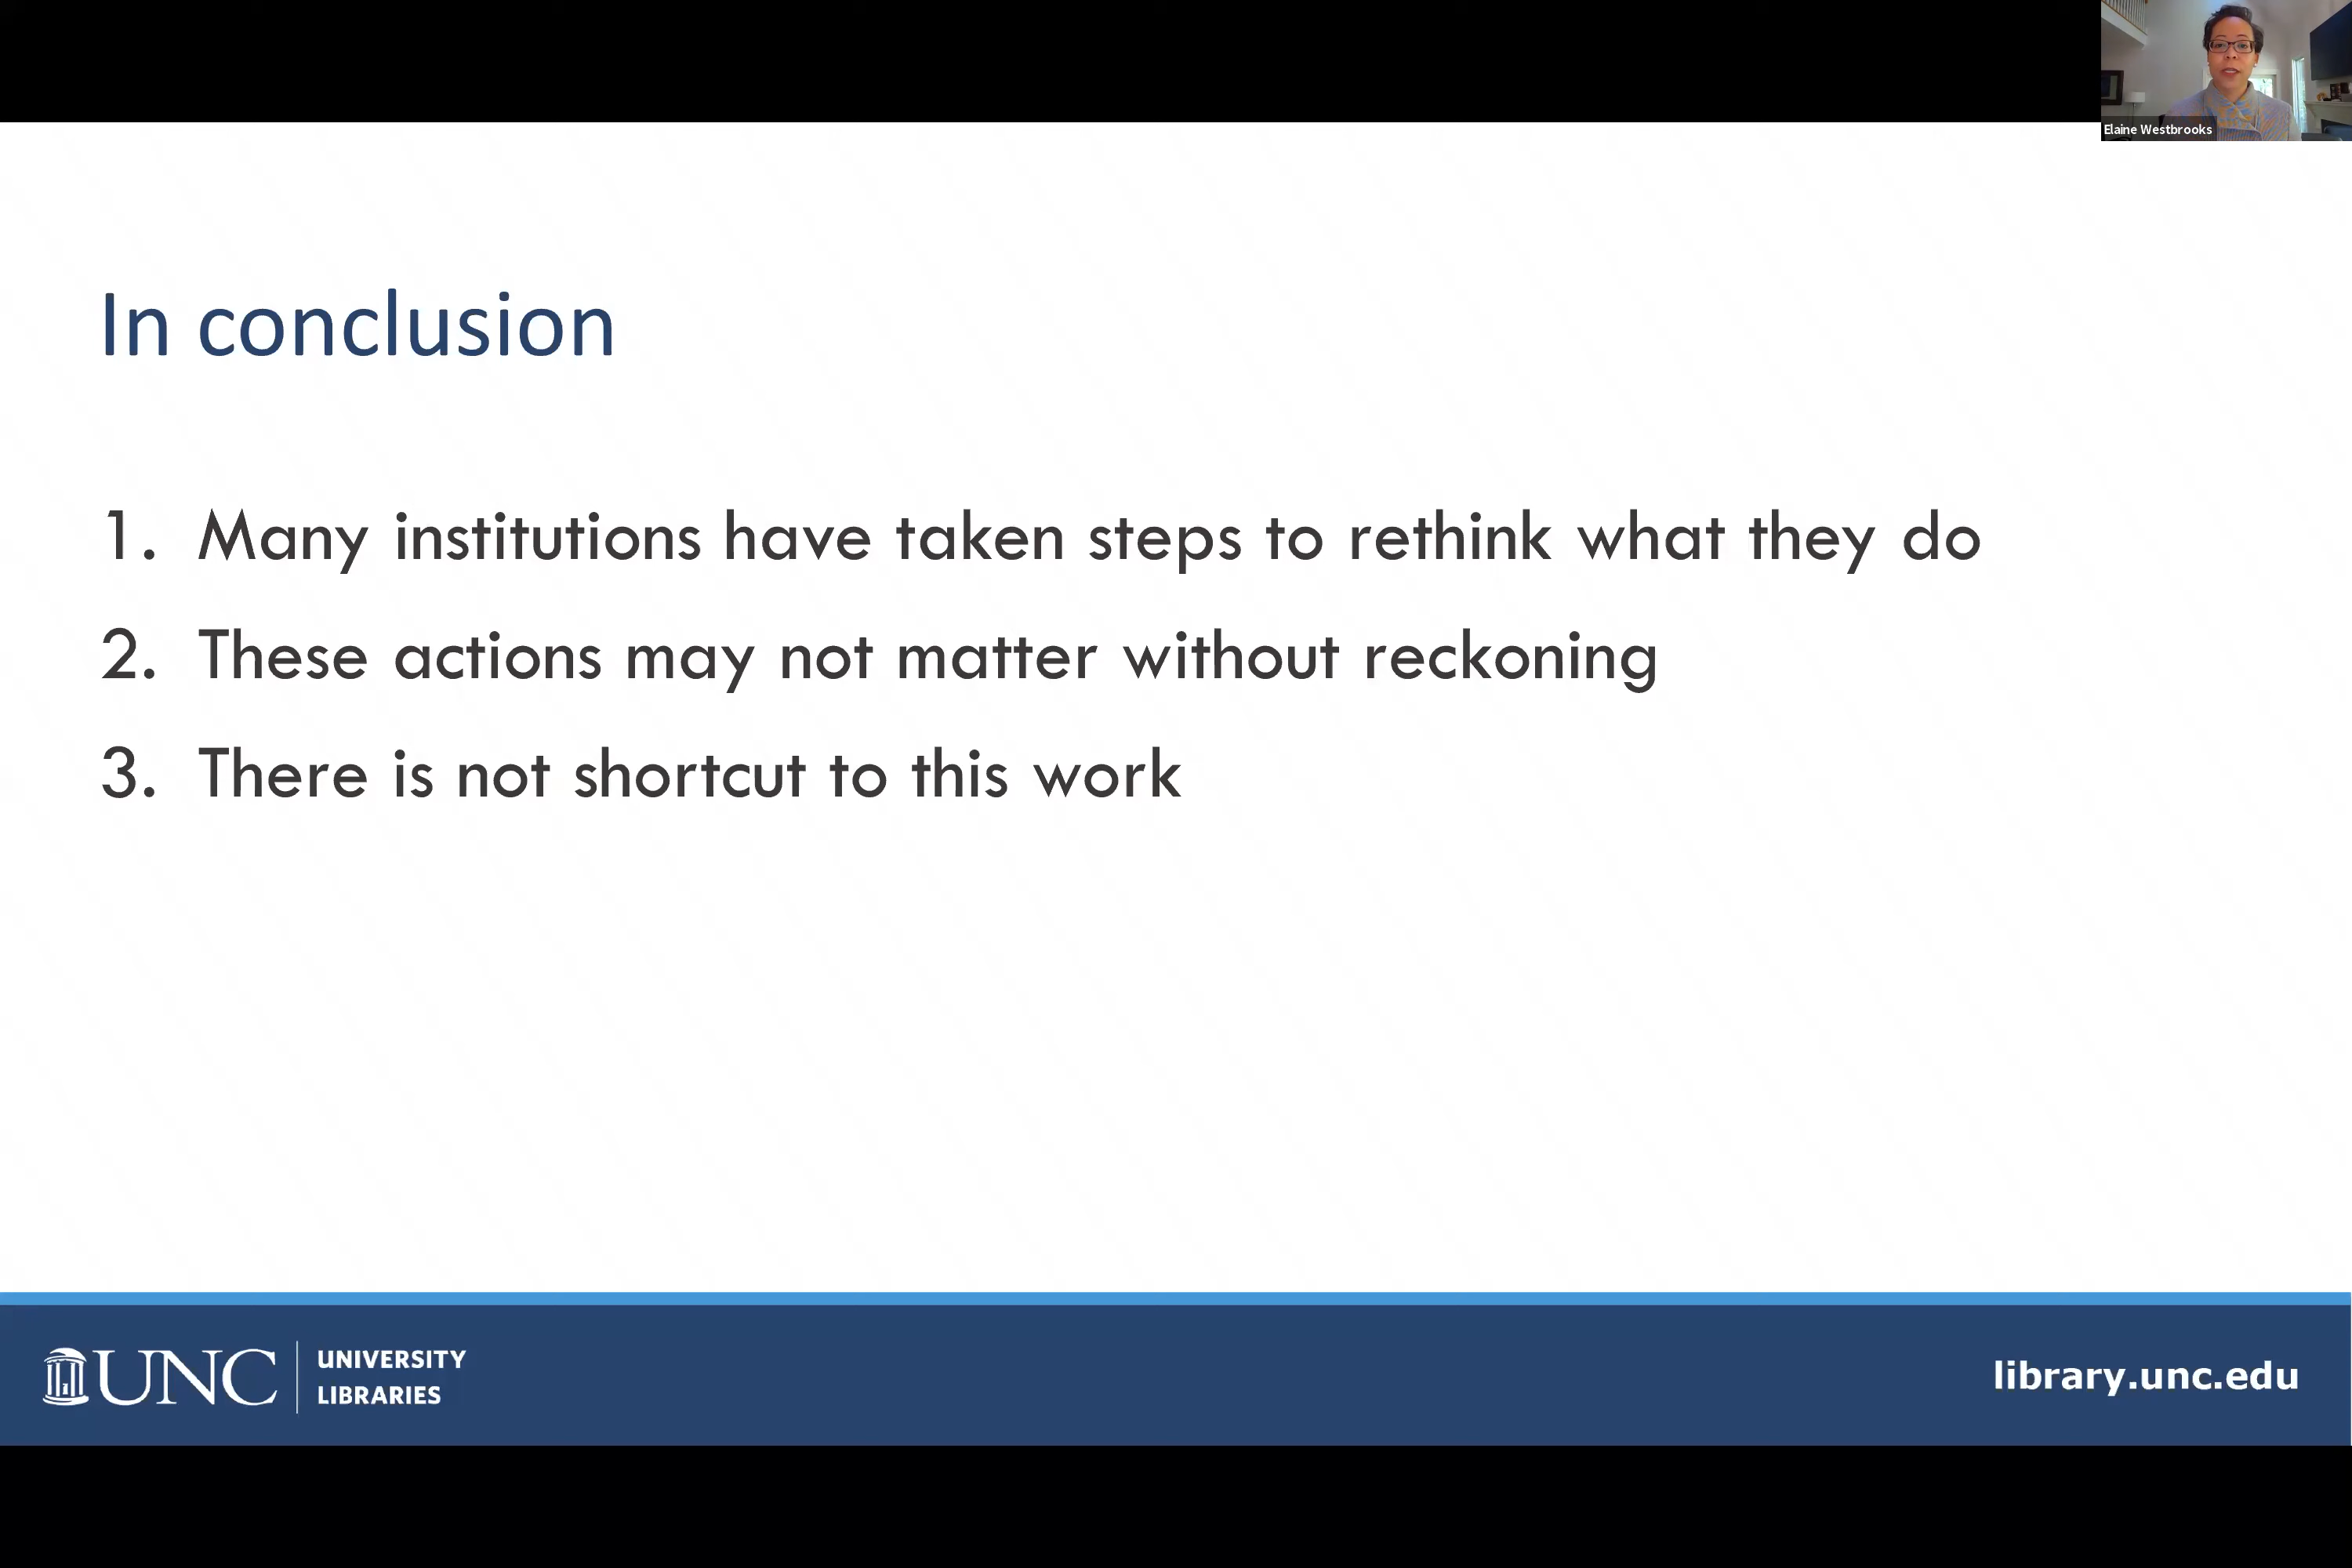 Elaine Westbrooks
In conclusion
1. Many institutions have taken steps to rethink what they do
2. These actions may not matter without reckoning
3. There is not shortcut to this work
UNC
UNIVERSITY
LIBRARIES
library.unc.edu